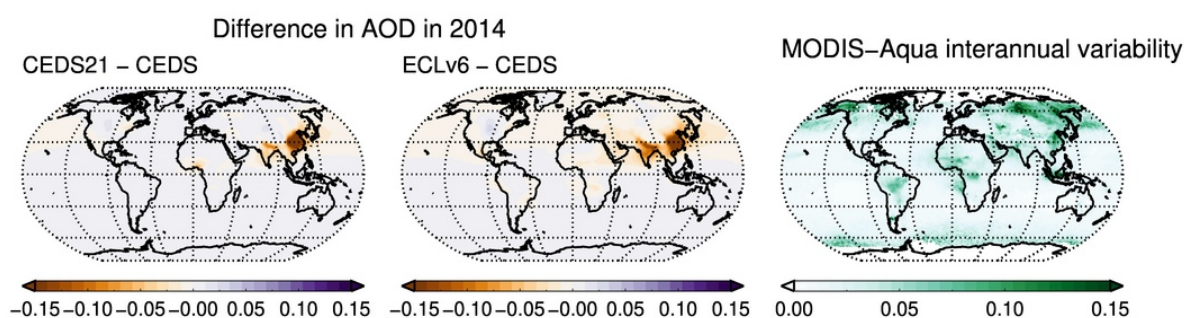 Difference in AOD in 2014
CEDS21 − CEDS
ECLv6 − CEDS
MODIS−Aqua interannual variability
−0.15−0.10−0.05−0.00 0.05 0.10 0.15
−0.15−0.10−0.05−0.00 0.05 0.10 0.15
0.00 0.05 0.10 0.15